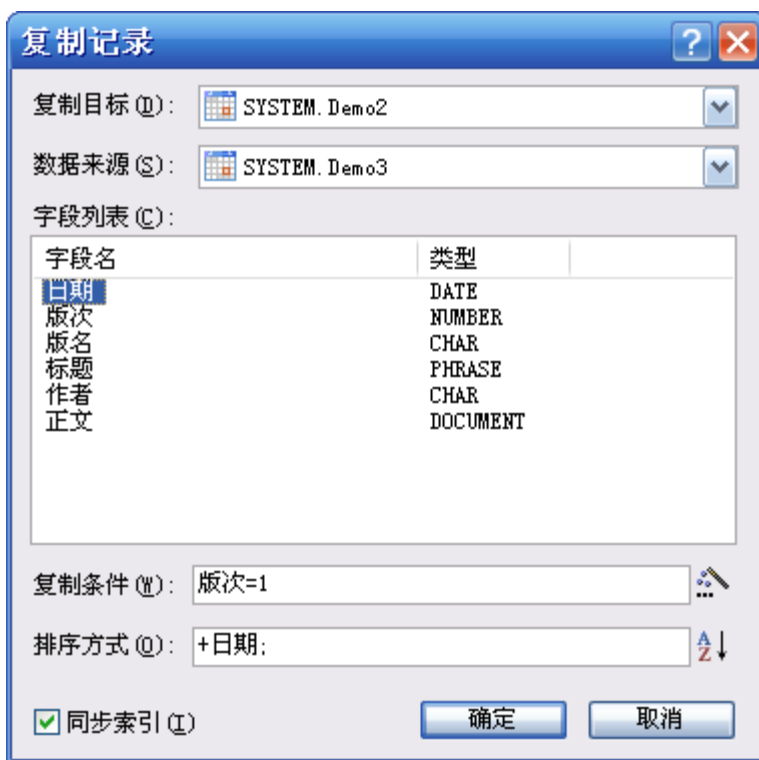 复制记录
复制目标(D): SYSTEM.Demo2
数据来源(S): SYSTEM.Demo3
字段列表(C):
字段名 类型
日期 DATE
版次 NUMBER
版名 CHAR
标题 PHRASE
作者 CHAR
正文 DOCUMENT
复制条件(W): 版次=1
排序方式(O): +日期;
同步索引(I) 确定 取消